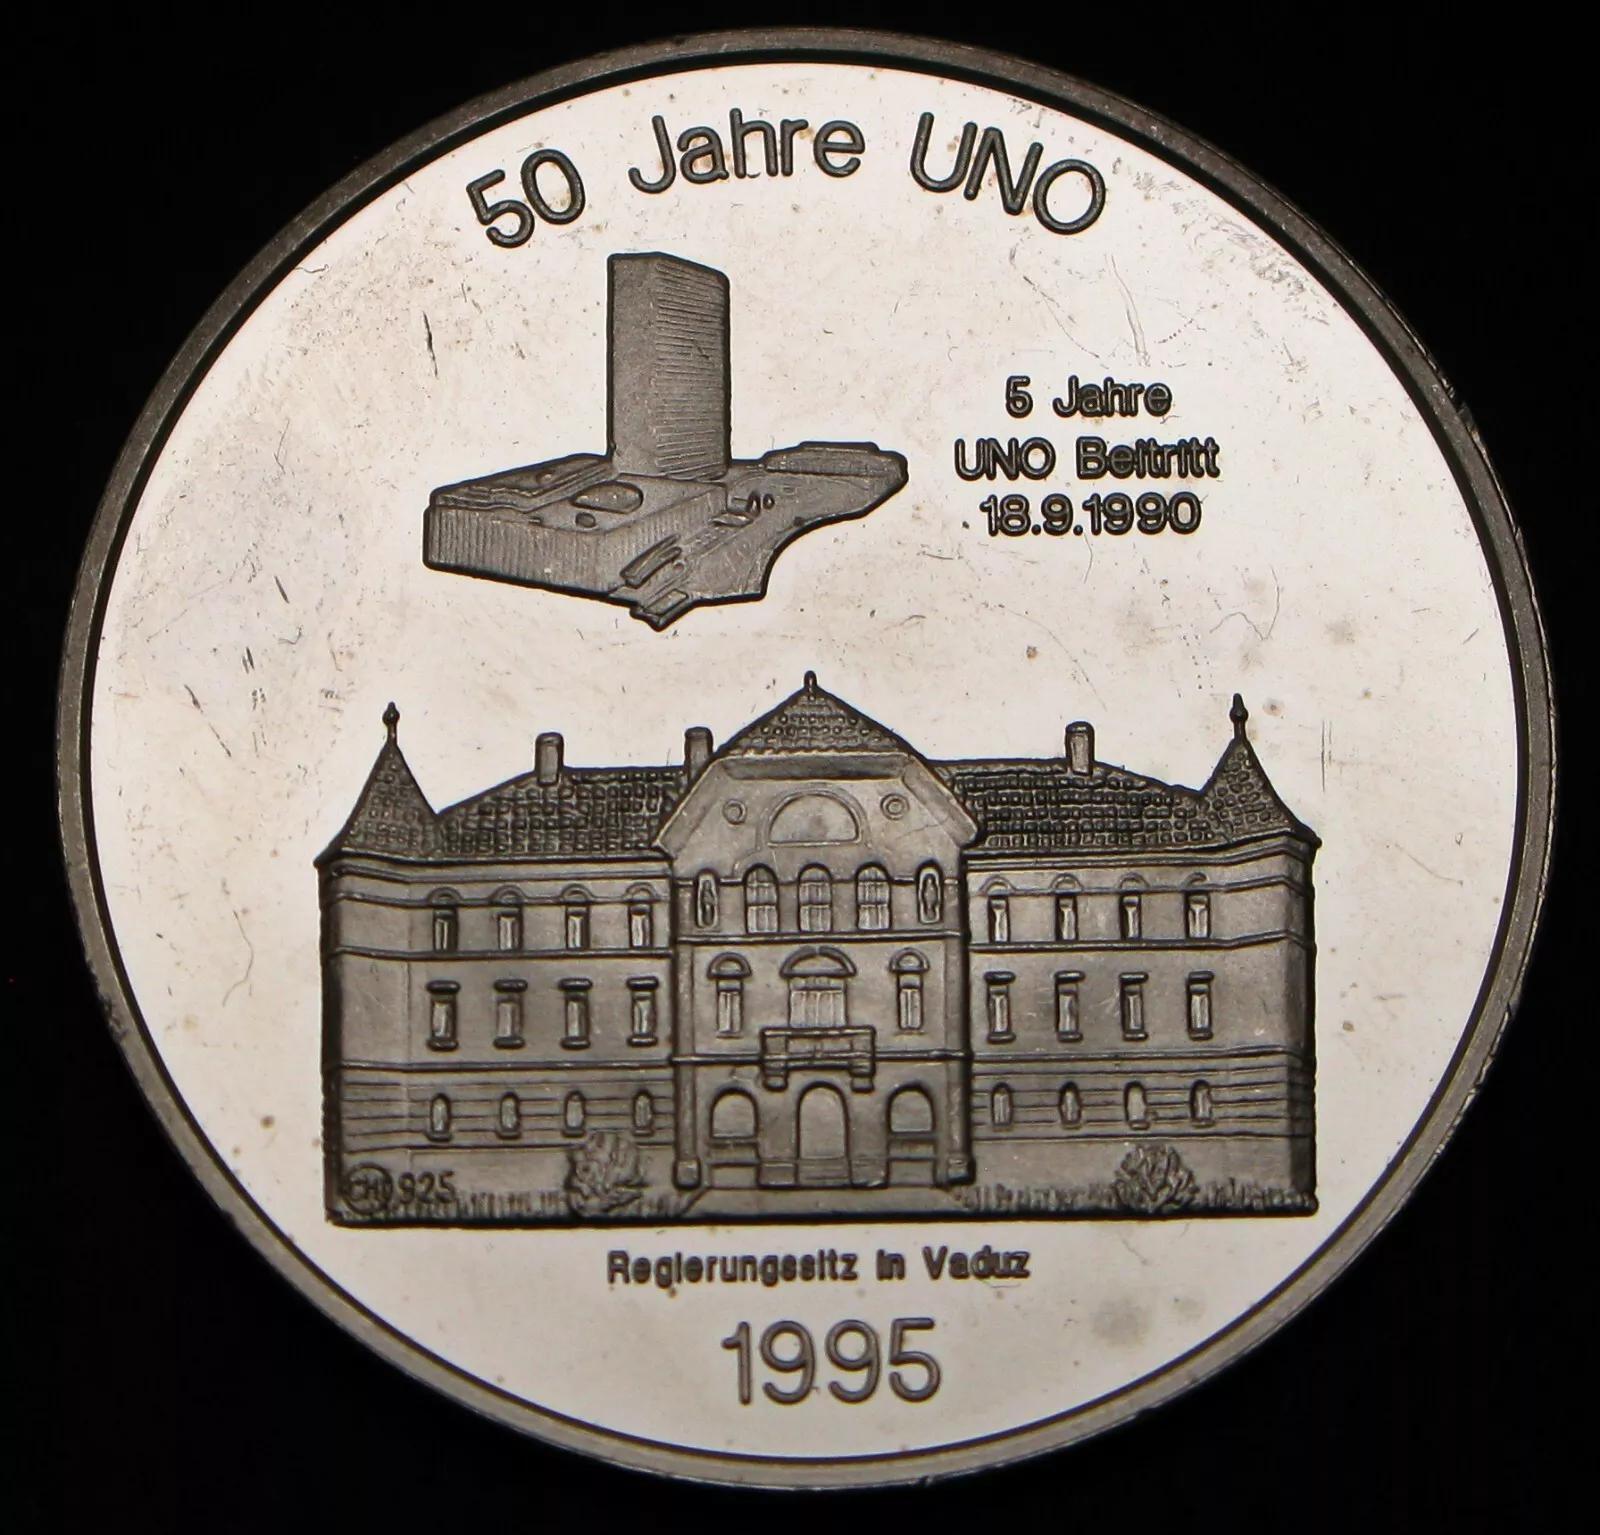 50 Jahre UNO
5 Jahre
UNO Beitritt
18.9.1990
CHI 925
Regierungssitz in Vaduz
1995